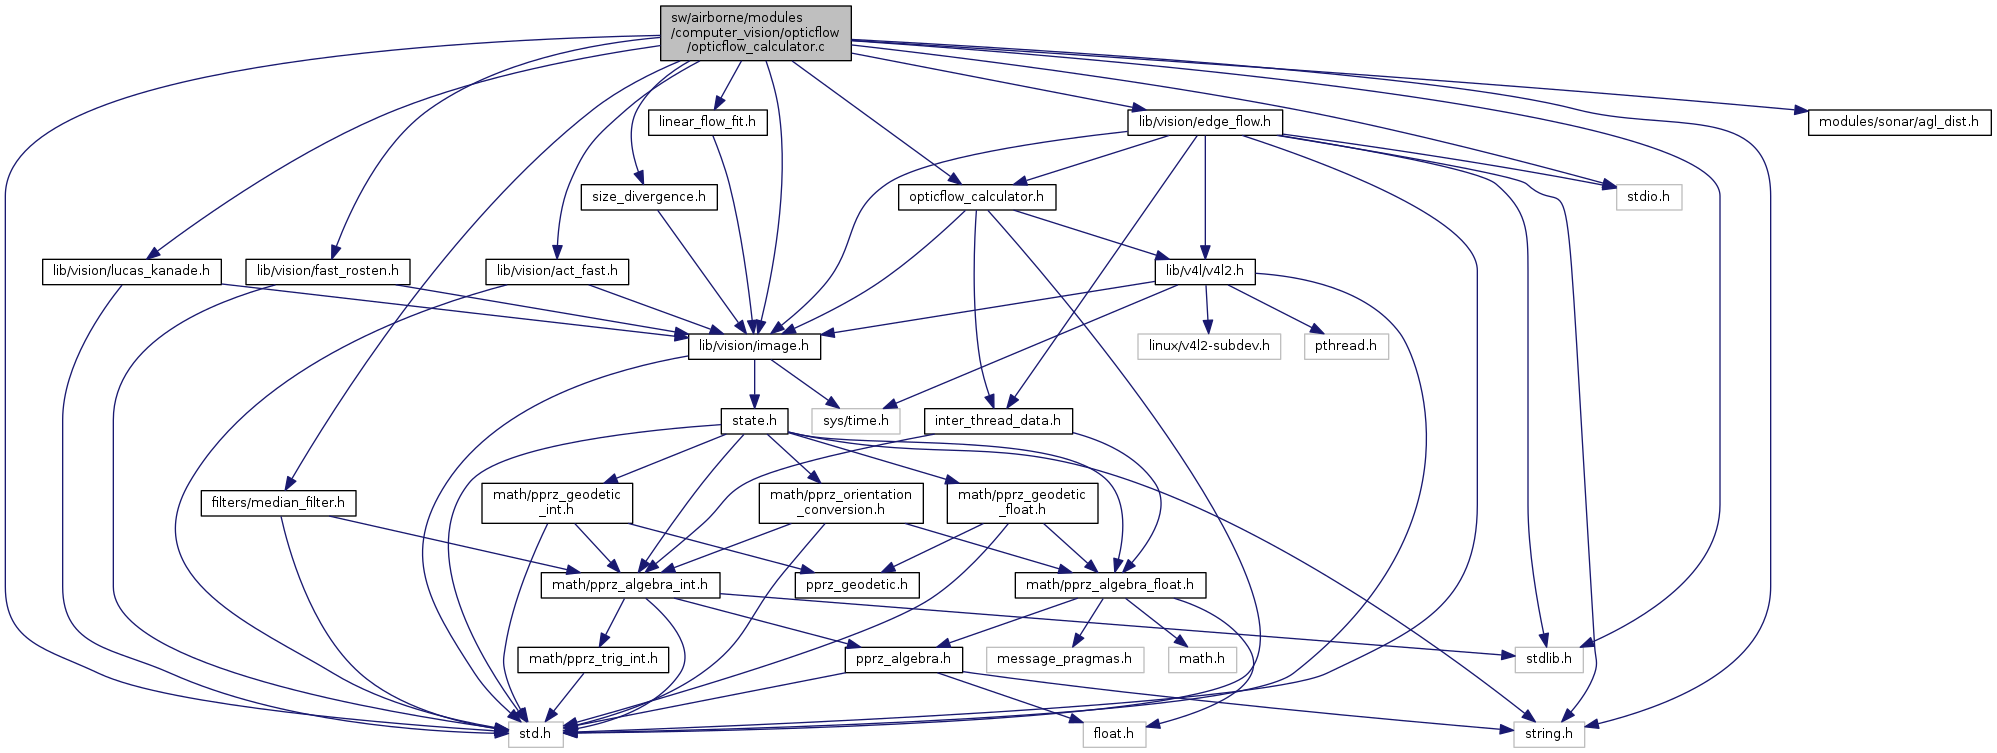 sw/airborne/modules
/computer_vision/opticflow
/opticflow_calculator.c
linear_flow_fit.h
lib/vision/edge_flow.h
modules/sonar/agl_dist.h
size_divergence.h
opticflow_calculator.h
stdio.h
lib/vision/lucas_kanade.h
lib/vision/fast_rosten.h
lib/vision/act_fast.h
lib/v4l/v4l2.h
lib/vision/image.h
linux/v4l2-subdev.h
pthread.h
state.h
sys/time.h
inter_thread_data.h
filters/median_filter.h
math/pprz_geodetic
_int.h
math/pprz_orientation
_conversion.h
math/pprz_geodetic
_float.h
math/pprz_algebra_int.h
pprz_geodetic.h
math/pprz_algebra_float.h
math/pprz_trig_int.h
pprz_algebra.h
message_pragmas.h
math.h
stdlib.h
std.h
float.h
string.h